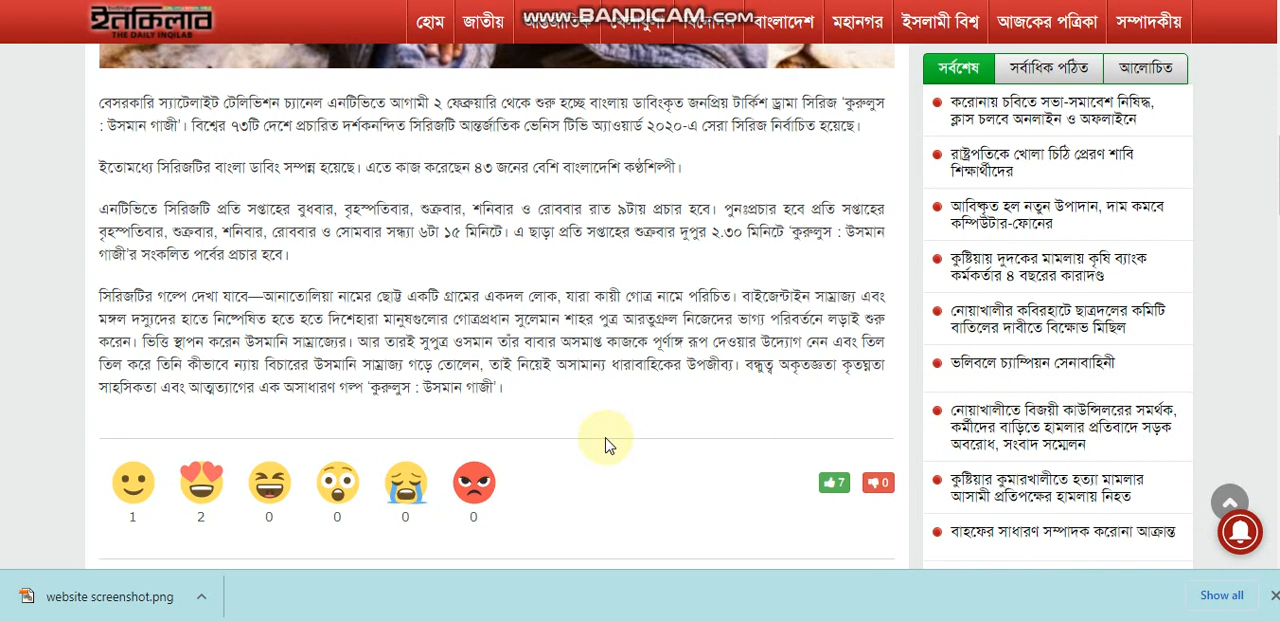 ইনকিলাব
THE DAILY INQILAB
হোম জাতীয় আন্তর্জাতিক খেলাধুলা বিনোদন বাংলাদেশ মহানগর ইসলামী বিশ্ব আজকের পত্রিকা সম্পাদকীয়
www.BANDICAM.com
বেসরকারি স্যাটেলাইট টেলিভিশন চ্যানেল এনটিভিতে আগামী ২ ফেব্রুয়ারি থেকে শুরু হচ্ছে বাংলায় ডাবিংকৃত জনপ্রিয় টার্কিশ ড্রামা সিরিজ ‘কুরুলুস
: উসমান গাজী’। বিশ্বের ৭৩টি দেশে প্রচারিত দর্শকনন্দিত সিরিজটি আন্তর্জাতিক ভেনিস টিভি অ্যাওয়ার্ড ২০২০-এ সেরা সিরিজ নির্বাচিত হয়েছে।
ইতোমধ্যে সিরিজটির বাংলা ডাবিং সম্পন্ন হয়েছে। এতে কাজ করেছেন ৪৩ জনের বেশি বাংলাদেশি কণ্ঠশিল্পী।
এনটিভিতে সিরিজটি প্রতি সপ্তাহের বুধবার, বৃহস্পতিবার, শুক্রবার, শনিবার ও রোববার রাত ৯টায় প্রচার হবে। পুনঃপ্রচার হবে প্রতি সপ্তাহের
বৃহস্পতিবার, শুক্রবার, শনিবার, রোববার ও সোমবার সন্ধ্যা ৬টা ১৫ মিনিটে। এ ছাড়া প্রতি সপ্তাহের শুক্রবার দুপুর ২.৩০ মিনিটে ‘কুরুলুস : উসমান
গাজী’র সংকলিত পর্বের প্রচার হবে।
সিরিজটির গল্পে দেখা যাবে—আনাতোলিয়া নামের ছোট্ট একটি গ্রামের একদল লোক, যারা কায়ী গোত্র নামে পরিচিত। বাইজেন্টাইন সাম্রাজ্য এবং
মঙ্গল দস্যুদের হাতে নিষ্পেষিত হতে হতে দিশেহারা মানুষগুলোর গোত্রপ্রধান সুলেমান শাহর পুত্র আরতুগ্রুল নিজেদের ভাগ্য পরিবর্তনে লড়াই শুরু
করেন। ভিত্তি স্থাপন করেন উসমানি সাম্রাজ্যের। আর তারই সুপুত্র ওসমান তাঁর বাবার অসমাপ্ত কাজকে পূর্ণাঙ্গ রূপ দেওয়ার উদ্যোগ নেন এবং তিল
তিল করে তিনি কীভাবে ন্যায় বিচারের উসমানি সাম্রাজ্য গড়ে তোলেন, তাই নিয়েই অসামান্য ধারাবাহিকের উপজীব্য। বন্ধুত্ব অকৃতজ্ঞতা কৃতঘ্নতা
সাহসিকতা এবং আত্মত্যাগের এক অসাধারণ গল্প ‘কুরুলুস : উসমান গাজী’।
1 2 0 0 0 0
7 0
সর্বশেষ সর্বাধিক পঠিত আলোচিত
করোনায় চবিতে সভা-সমাবেশ নিষিদ্ধ,
ক্লাস চলবে অনলাইন ও অফলাইনে
রাষ্ট্রপতিকে খোলা চিঠি প্রেরণ শাবি
শিক্ষার্থীদের
আবিষ্কৃত হল নতুন উপাদান, দাম কমবে
কম্পিউটার-ফোনের
কুষ্টিয়ায় দুদকের মামলায় কৃষি ব্যাংক
কর্মকর্তার ৪ বছরের কারাদণ্ড
নোয়াখালীর কবিরহাটে ছাত্রদলের কমিটি
বাতিলের দাবীতে বিক্ষোভ মিছিল
ভলিবলে চ্যাম্পিয়ন সেনাবাহিনী
নোয়াখালীতে বিজয়ী কাউন্সিলরের সমর্থক,
কর্মীদের বাড়িতে হামলার প্রতিবাদে সড়ক
অবরোধ, সংবাদ সম্মেলন
কুষ্টিয়ার কুমারখালীতে হত্যা মামলার
আসামী প্রতিপক্ষের হামলায় নিহত
বাহফের সাধারণ সম্পাদক করোনা আক্রান্ত
website screenshot.png
Show all